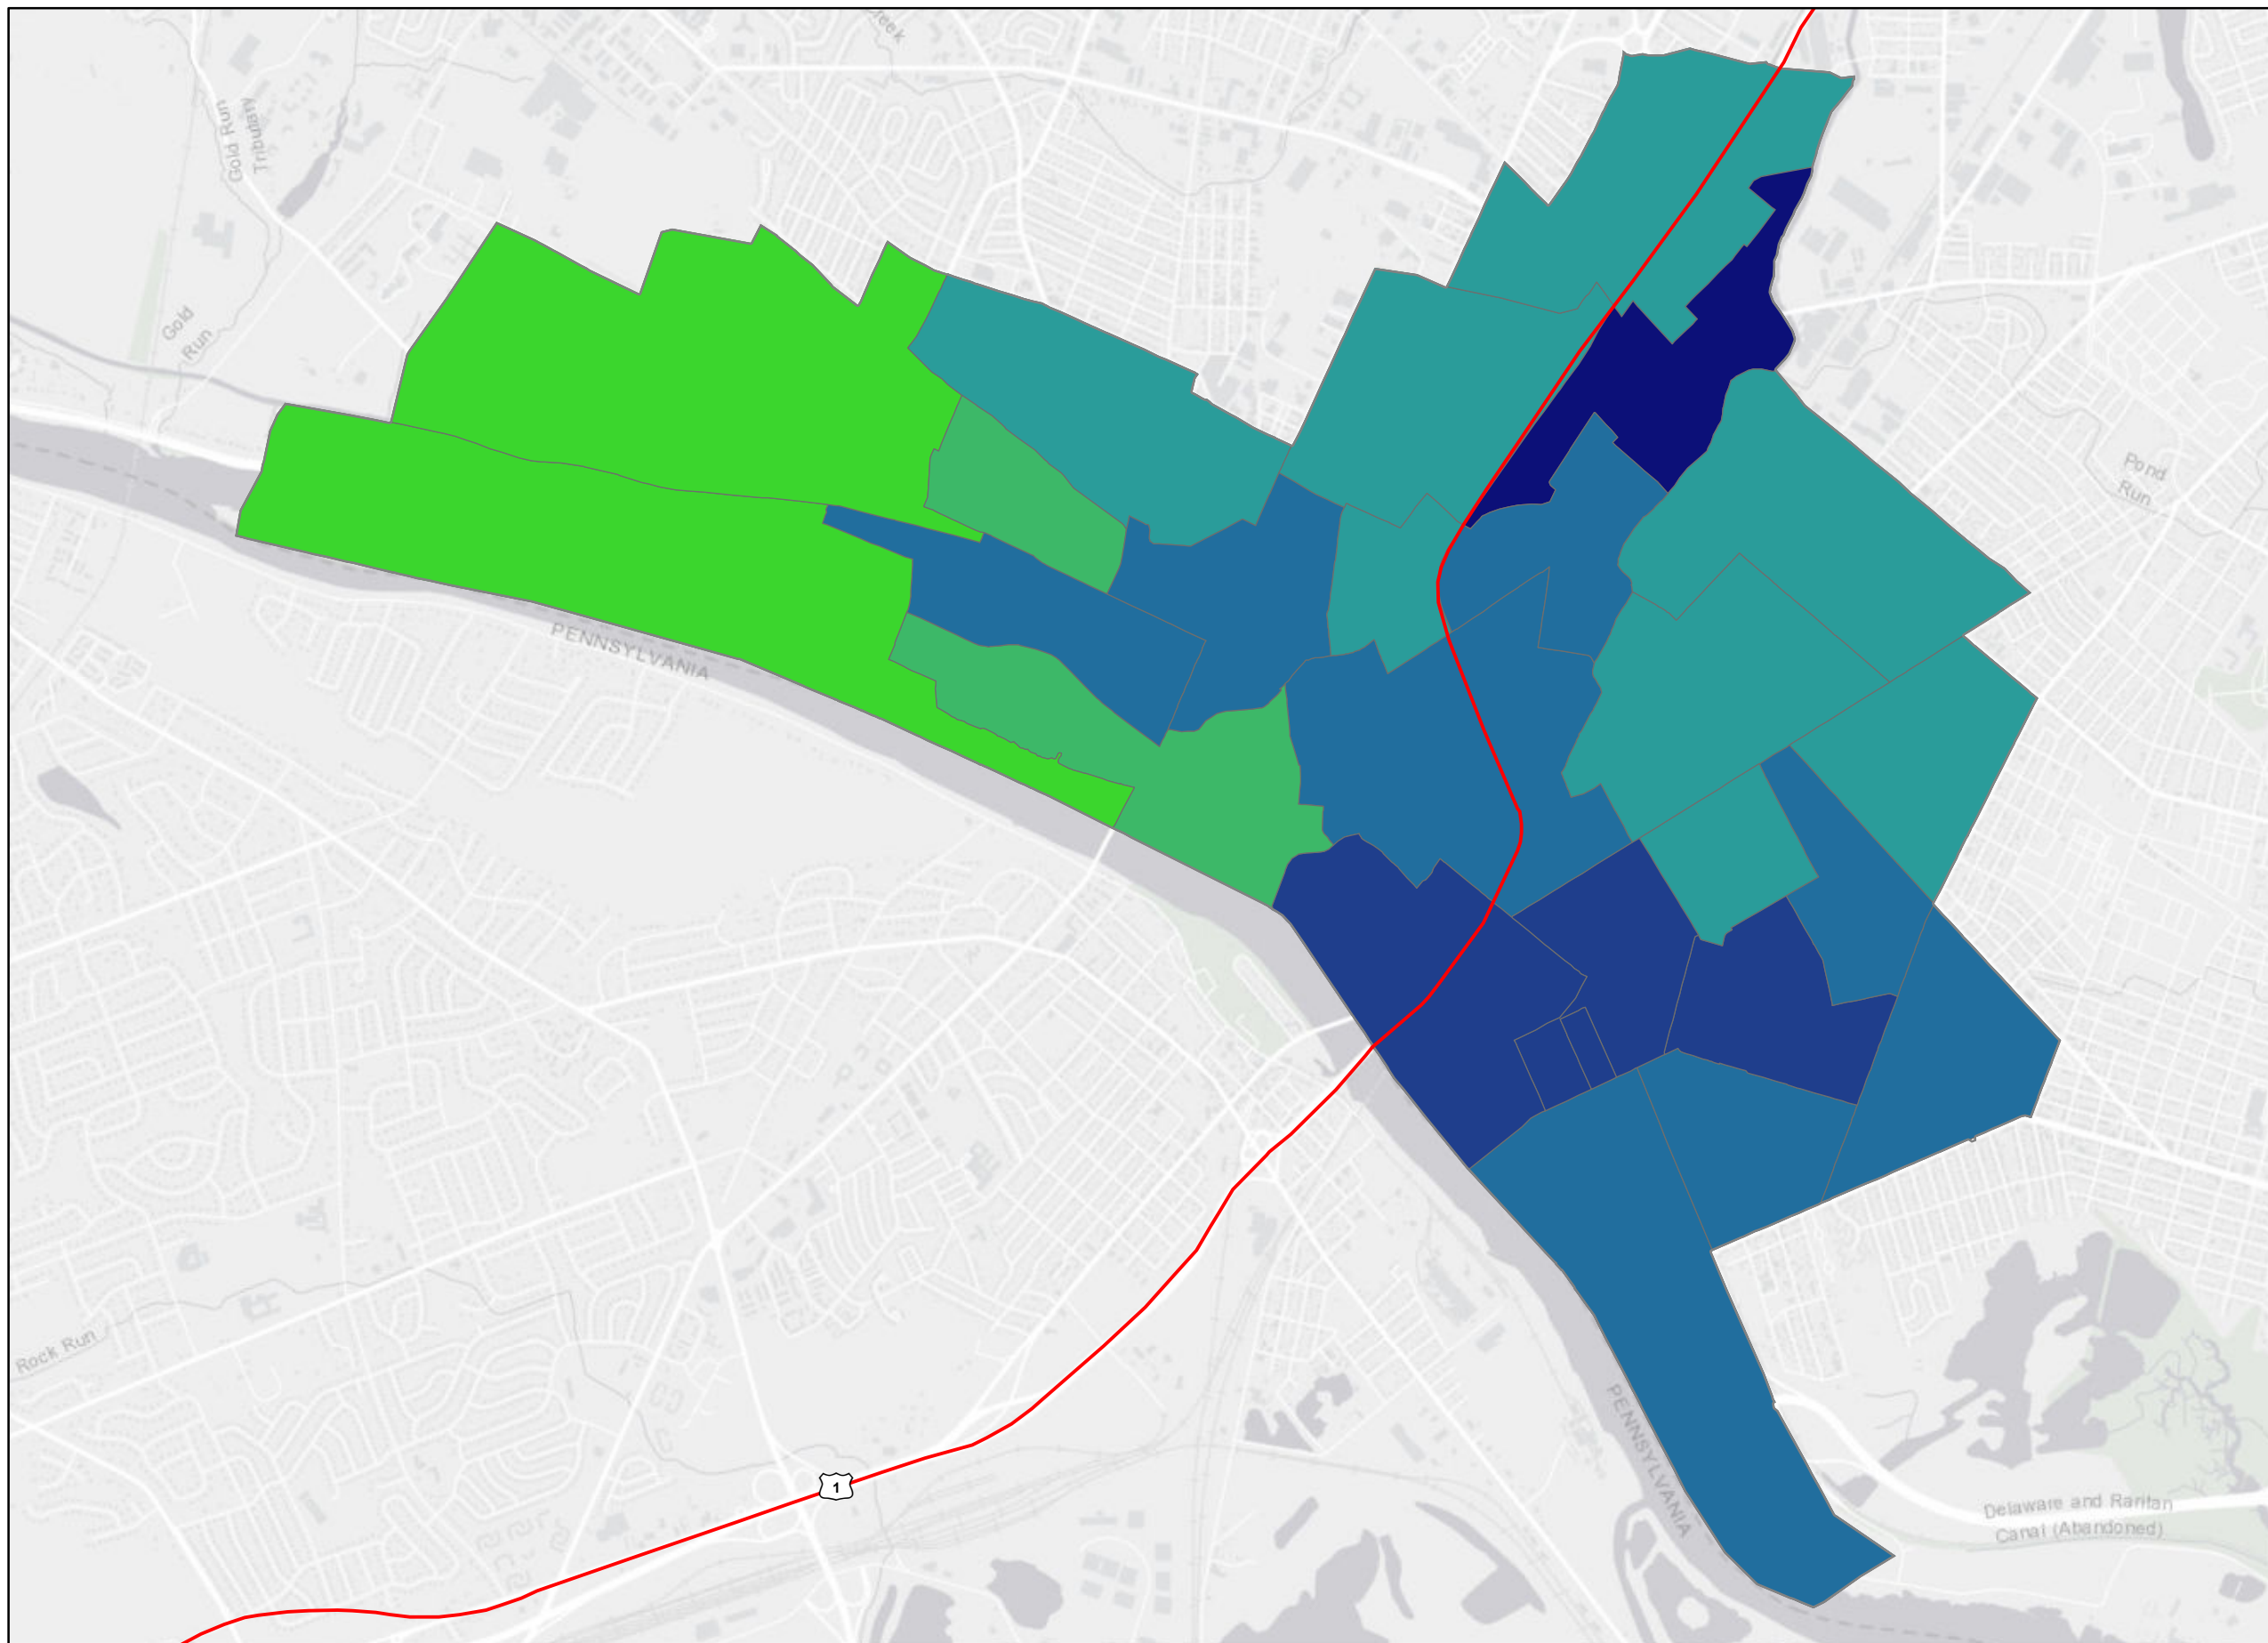 Gold Run
Tributary
Gold
Run
Pond
Run
PENNSYLVANIA
Rock Run
PENNSYLVANIA
1
Delaware and Raritan
Canal (Abandoned)